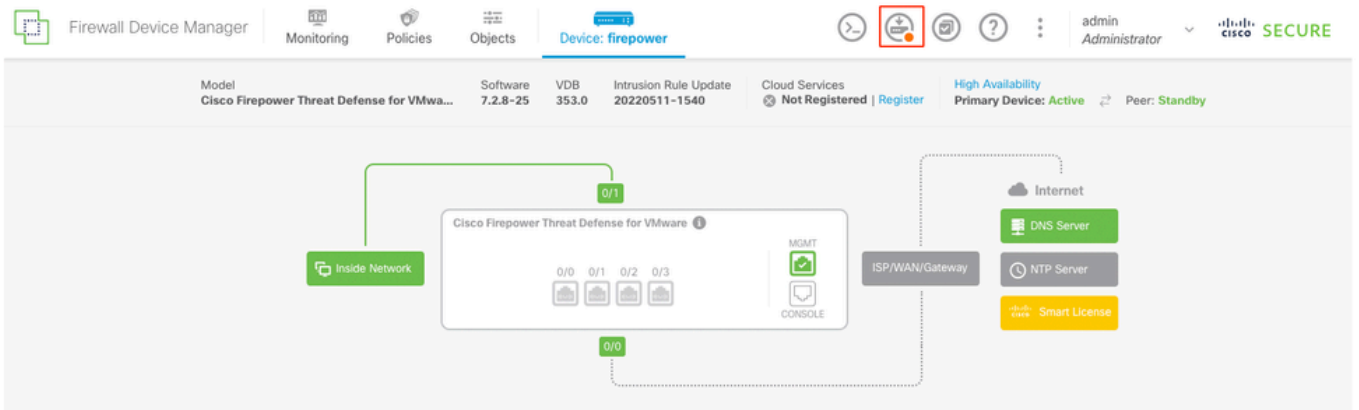 Firewall Device Manager
Monitoring
Policies
Objects
Device: firepower
admin
Administrator
cisco SECURE
Model
Cisco Firepower Threat Defense for VMwa...
Software
7.2.8-25
VDB
353.0
Intrusion Rule Update
20220511-1540
Cloud Services
Not Registered | Register
High Availability
Primary Device: Active Peer: Standby
0/1
Internet
Cisco Firepower Threat Defense for VMware
DNS Server
MGMT
Inside Network
0/0 0/1 0/2 0/3
ISP/WAN/Gateway
NTP Server
CONSOLE
cisco Smart License
0/0